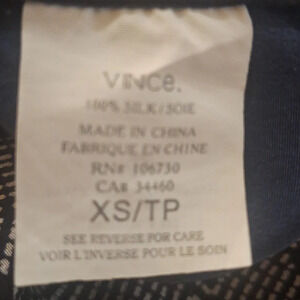 VINCE.
100% SILK/SOIE
MADE IN CHINA
FABRIQUE EN CHINE
RN# 106730
CA# 34460
XS/TP
SEE REVERSE FOR CARE
VOIR L'INVERSE POUR LE SOIN